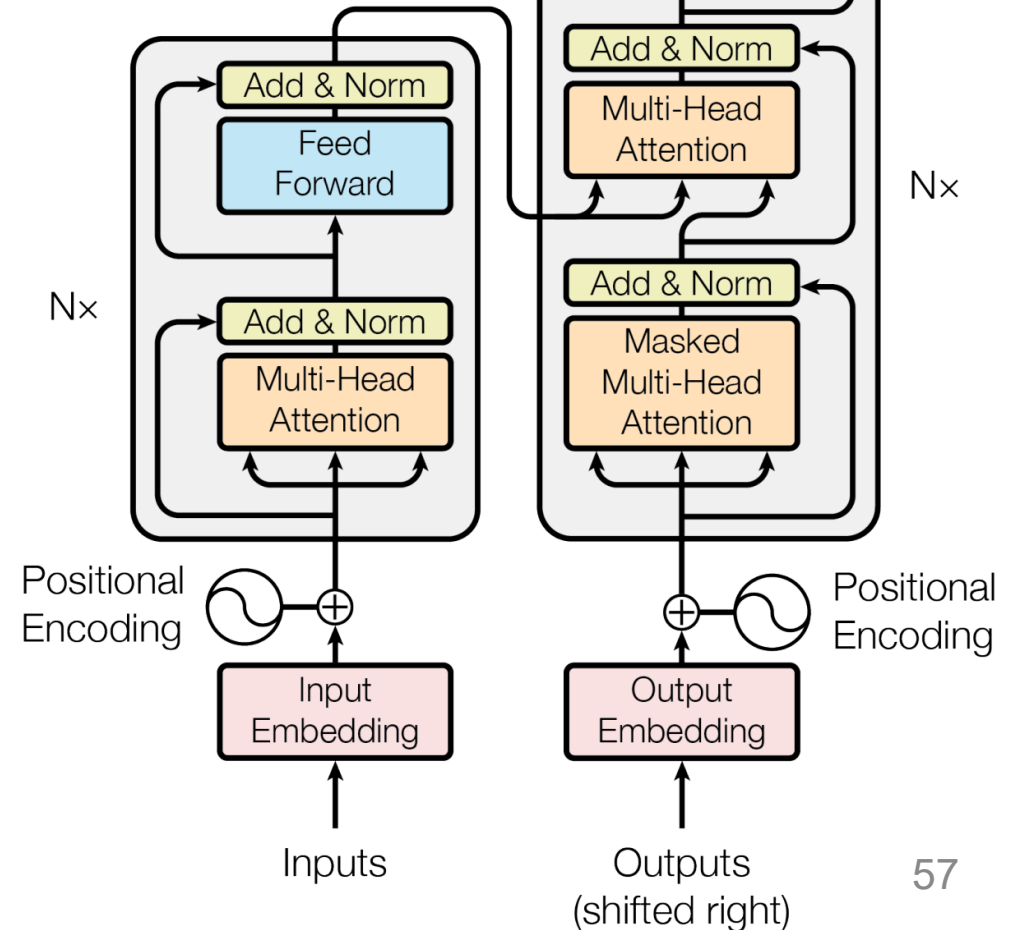 Add & Norm
Feed
Forward
Add & Norm
Multi-Head
Attention
Nx
Positional
Encoding
Input
Embedding
Inputs
Add & Norm
Multi-Head
Attention
Nx
Add & Norm
Masked
Multi-Head
Attention
Positional
Encoding
Output
Embedding
Outputs
(shifted right)
57